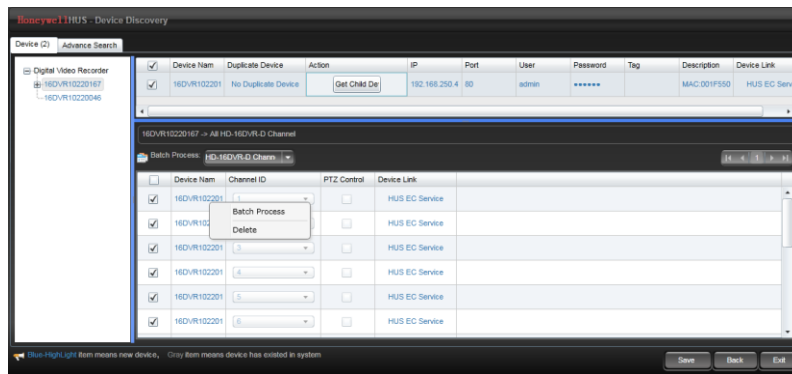 HoneywellHUS - Device Discovery
Device (2) Advance Search
Digital Video Recorder
16DVR10220167
16DVR10220046
Device Nam Duplicate Device Action IP Port User Password Tag Description Device Link
16DVR102201 No Duplicate Device Get Child De 192.168.250.4 80 admin ****** MAC:001F550 HUS EC Serv
16DVR10220167 -> All HD-16DVR-D Channel
Batch Process: HD-16DVR-D Chann 1
Device Nam Channel ID PTZ Control Device Link
16DVR102201 1 HUS EC Service
Batch Process
16DVR102 HUS EC Service
Delete
16DVR102201 3 HUS EC Service
16DVR102201 4 HUS EC Service
16DVR102201 5 HUS EC Service
16DVR102201 6 HUS EC Service
Blue-HighLight item means new device, Gray item means device has existed in system
Save Back Exit